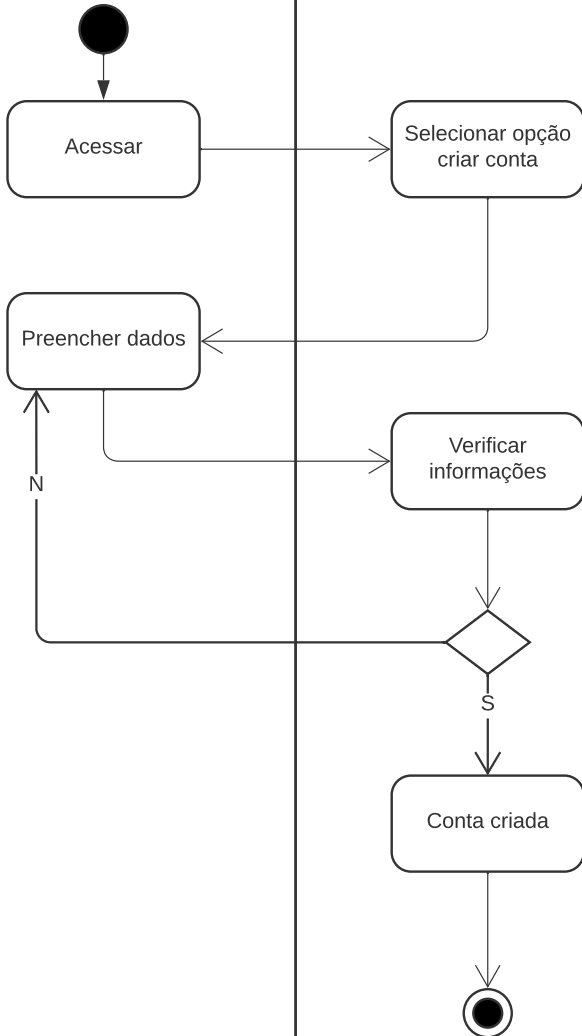 Acessar
Selecionar opção
criar conta
Preencher dados
Verificar
informações
N
S
Conta criada